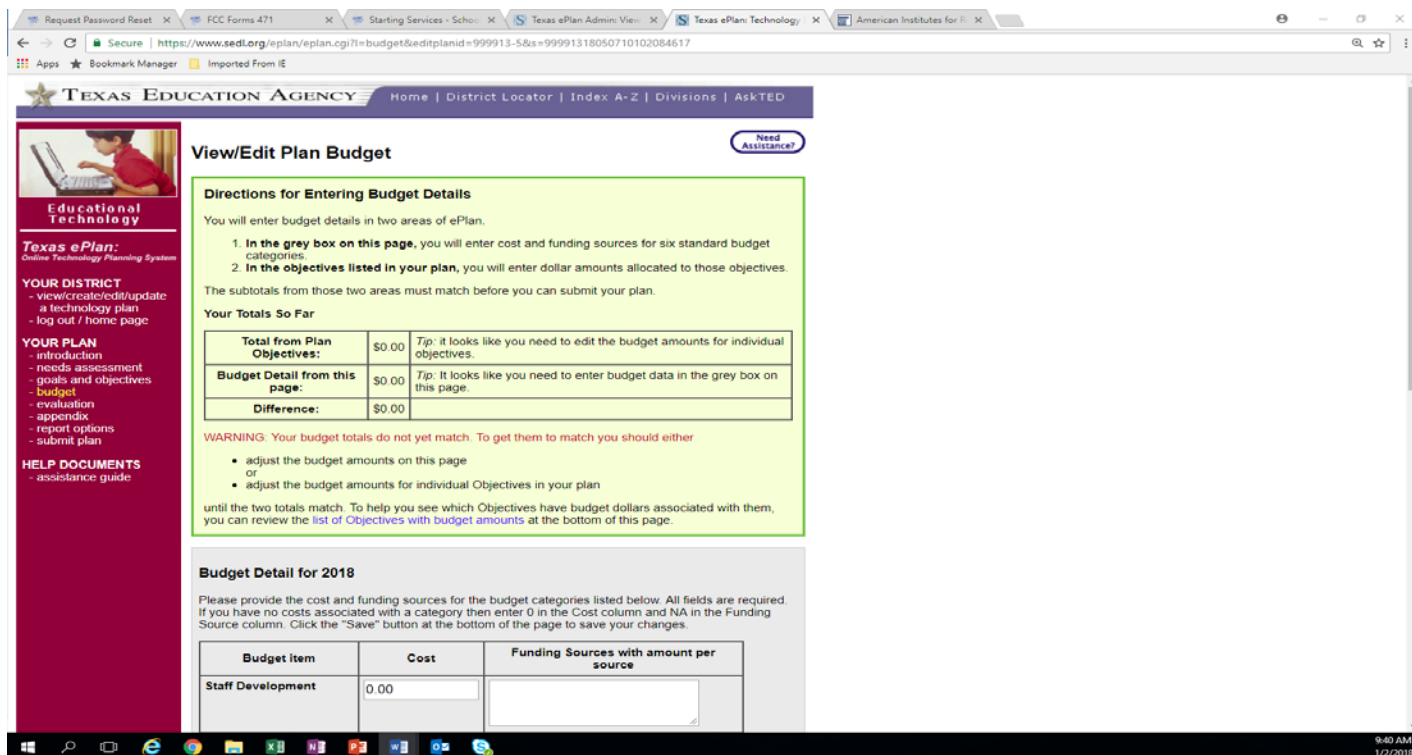 Request Password Reset
FCC Forms 471
Starting Services - School
Texas ePlan Admin: View
Texas ePlan: Technology
American Institutes for R
Secure | https://www.sedl.org/eplan/eplan.cgi?l=budget&editplanid=999913-5&s=99991318050710102084617
Apps Bookmark Manager Imported From IE
TEXAS EDUCATION AGENCY
Home | District Locator | Index A-Z | Divisions | AskTED
Educational
Technology
Texas ePlan:
Online Technology Planning System
YOUR DISTRICT
- view/create/edit/update
a technology plan
- log out / home page
YOUR PLAN
- introduction
- needs assessment
- goals and objectives
- budget
- evaluation
- appendix
- report options
- submit plan
HELP DOCUMENTS
- assistance guide
View/Edit Plan Budget
Need
Assistance?
Directions for Entering Budget Details
You will enter budget details in two areas of ePlan.
1. In the grey box on this page, you will enter cost and funding sources for six standard budget
categories.
2. In the objectives listed in your plan, you will enter dollar amounts allocated to those objectives.
The subtotals from those two areas must match before you can submit your plan.
Your Totals So Far
Total from Plan
Objectives:
$0.00
Tip: it looks like you need to edit the budget amounts for individual
objectives.
Budget Detail from this
page:
$0.00
Tip: It looks like you need to enter budget data in the grey box on
this page.
Difference:
$0.00
WARNING: Your budget totals do not yet match. To get them to match you should either
• adjust the budget amounts on this page
or
• adjust the budget amounts for individual Objectives in your plan
until the two totals match. To help you see which Objectives have budget dollars associated with them,
you can review the list of Objectives with budget amounts at the bottom of this page.
Budget Detail for 2018
Please provide the cost and funding sources for the budget categories listed below. All fields are required.
If you have no costs associated with a category then enter 0 in the Cost column and NA in the Funding
Source column. Click the "Save" button at the bottom of the page to save your changes.
Budget item
Cost
Funding Sources with amount per
source
Staff Development
0.00
9:40 AM
1/2/2018